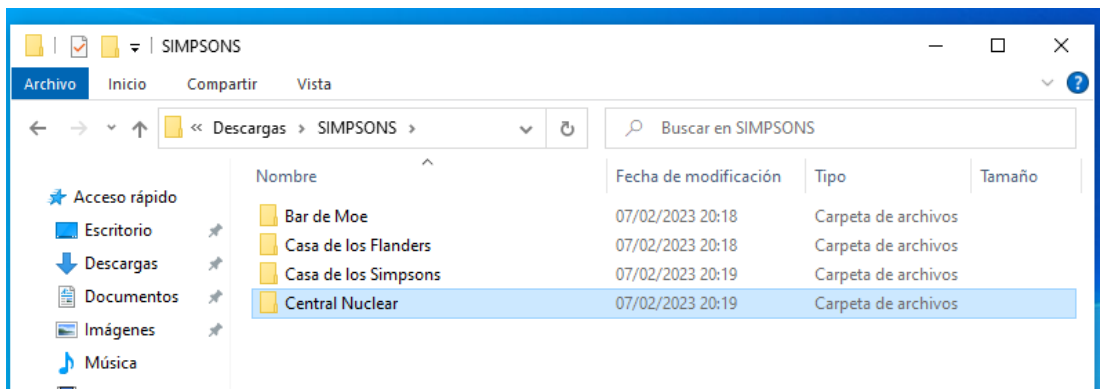 SIMPSONS
Archivo Inicio Compartir Vista
« Descargas > SIMPSONS > Buscar en SIMPSONS
Nombre Fecha de modificación Tipo Tamaño
Acceso rápido
Escritorio
Descargas
Documentos
Imágenes
Música
Bar de Moe 07/02/2023 20:18 Carpeta de archivos
Casa de los Flanders 07/02/2023 20:18 Carpeta de archivos
Casa de los Simpsons 07/02/2023 20:19 Carpeta de archivos
Central Nuclear 07/02/2023 20:19 Carpeta de archivos